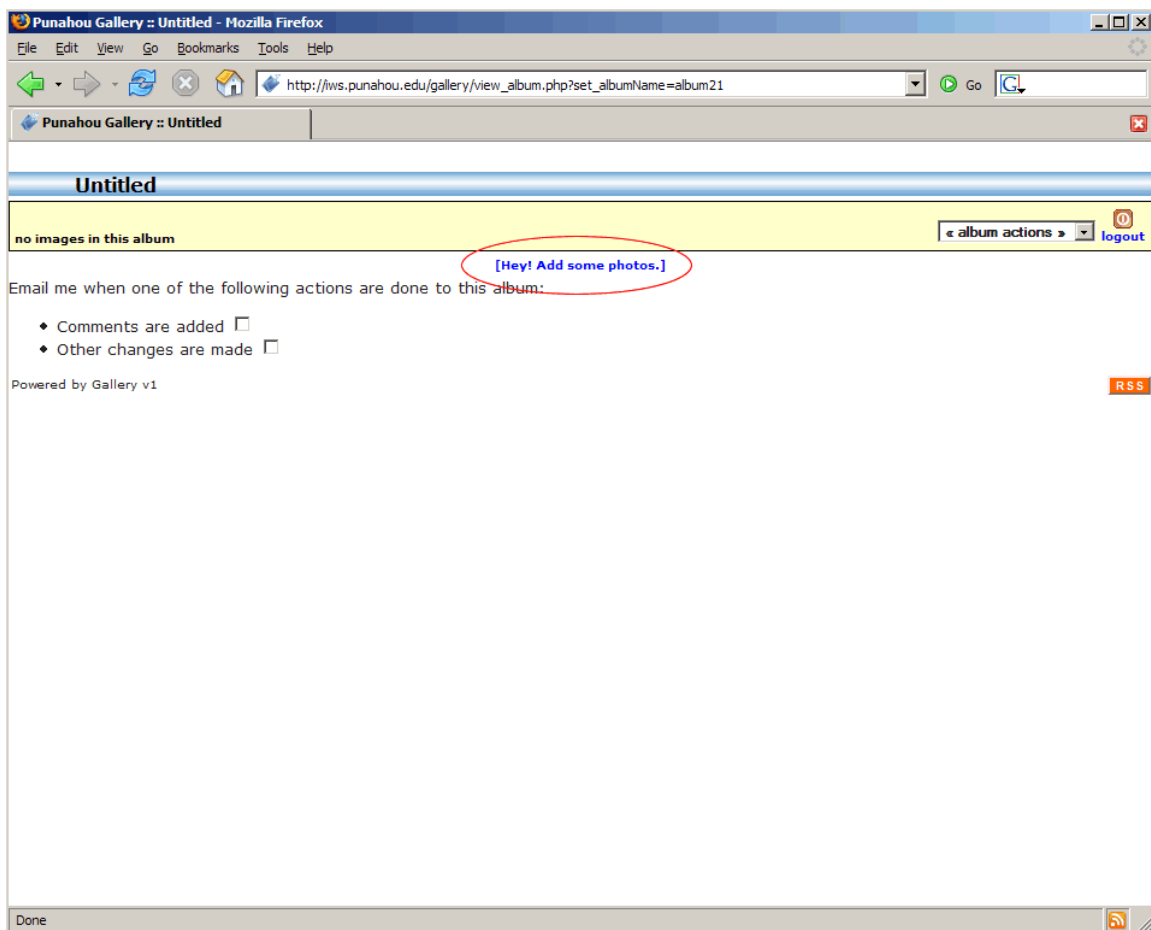 Punahou Gallery :: Untitled - Mozilla Firefox
File Edit View Go Bookmarks Tools Help
http://iws.punahou.edu/gallery/view_album.php?set_albumName=album21 Go G
Punahou Gallery :: Untitled
Untitled
no images in this album « album actions » logout
[Hey! Add some photos.]
Email me when one of the following actions are done to this album:
Comments are added
Other changes are made
Powered by Gallery v1 RSS
Done